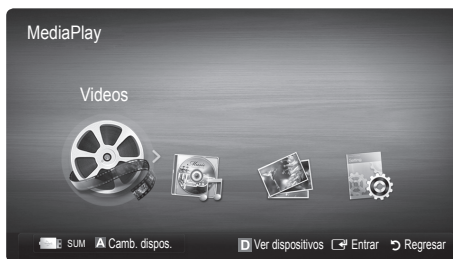 MediaPlay
Videos
SUM A Camb. dispos. D Ver dispositivos Entrar Regresar